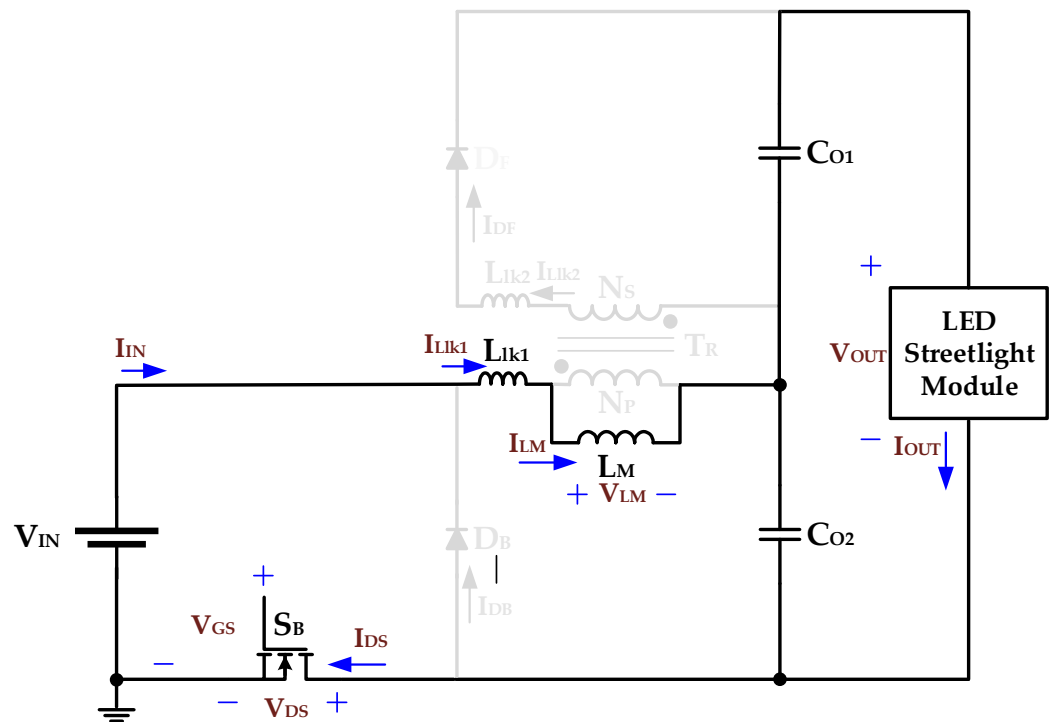 CO1
DF
IDF
Llk2
ILlk2
NS
+
LED
Streetlight
Module
IIN
ILlk1
Llk1
TR
VOUT
NP
ILM
LM
−
IOUT
+ VLM −
VIN
DB
CO2
+
IDB
VGS
SB
IDS
−
− VDS +